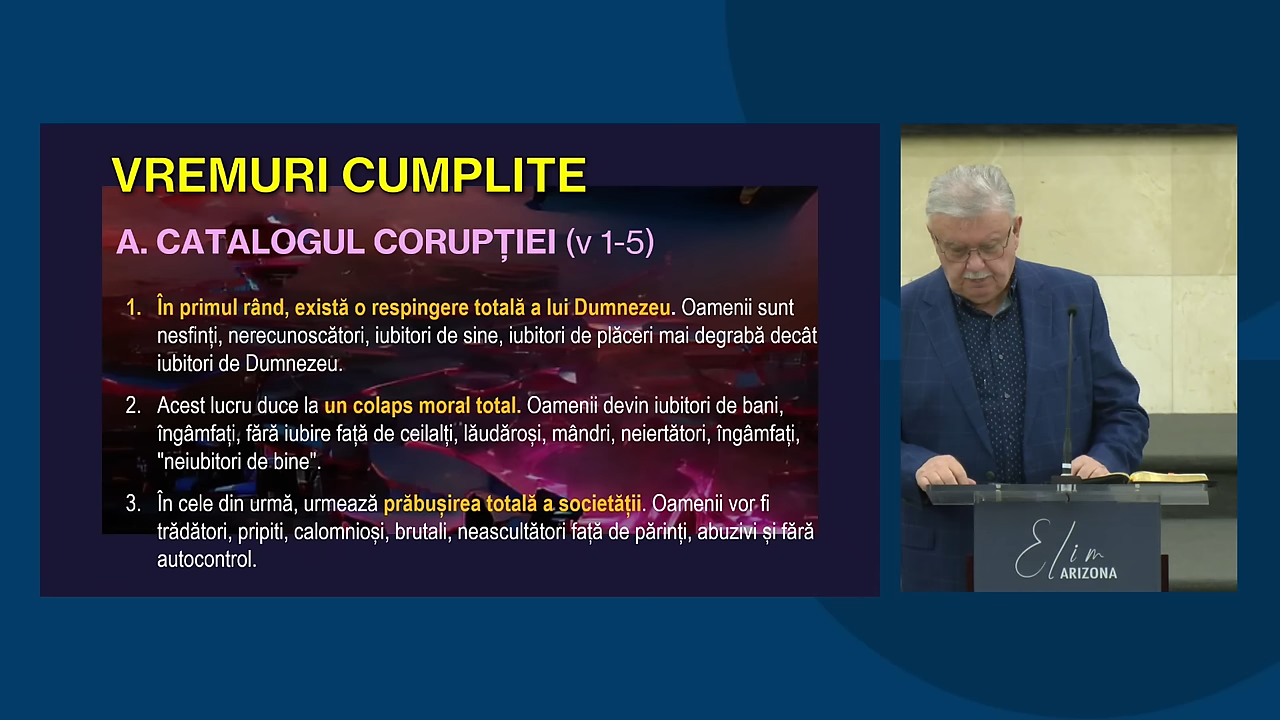 VREMURI CUMPLITE
A. CATALOGUL CORUPȚIEI (v 1-5)
1. În primul rând, există o respingere totală a lui Dumnezeu. Oamenii sunt
nesfinți, nerecunoscători, iubitori de sine, iubitori de plăceri mai degrabă decât
iubitori de Dumnezeu.
2. Acest lucru duce la un colaps moral total. Oamenii devin iubitori de bani,
îngâmfați, fără iubire față de ceilalți, lăudăroși, mândri, neiertători, îngâmfați,
"neiubitori de bine".
3. În cele din urmă, urmează prăbușirea totală a societății. Oamenii vor fi
trădători, pripiți, calomnioși, brutali, neascultători față de părinți, abuzivi și fără
autocontrol.
Elim
ARIZONA